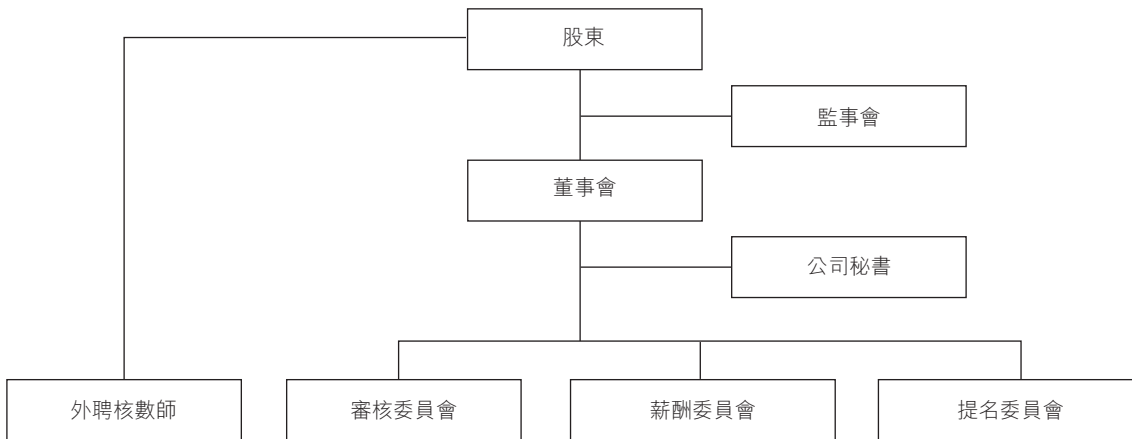 股東
監事會
董事會
公司秘書
外聘核數師
審核委員會
薪酬委員會
提名委員會